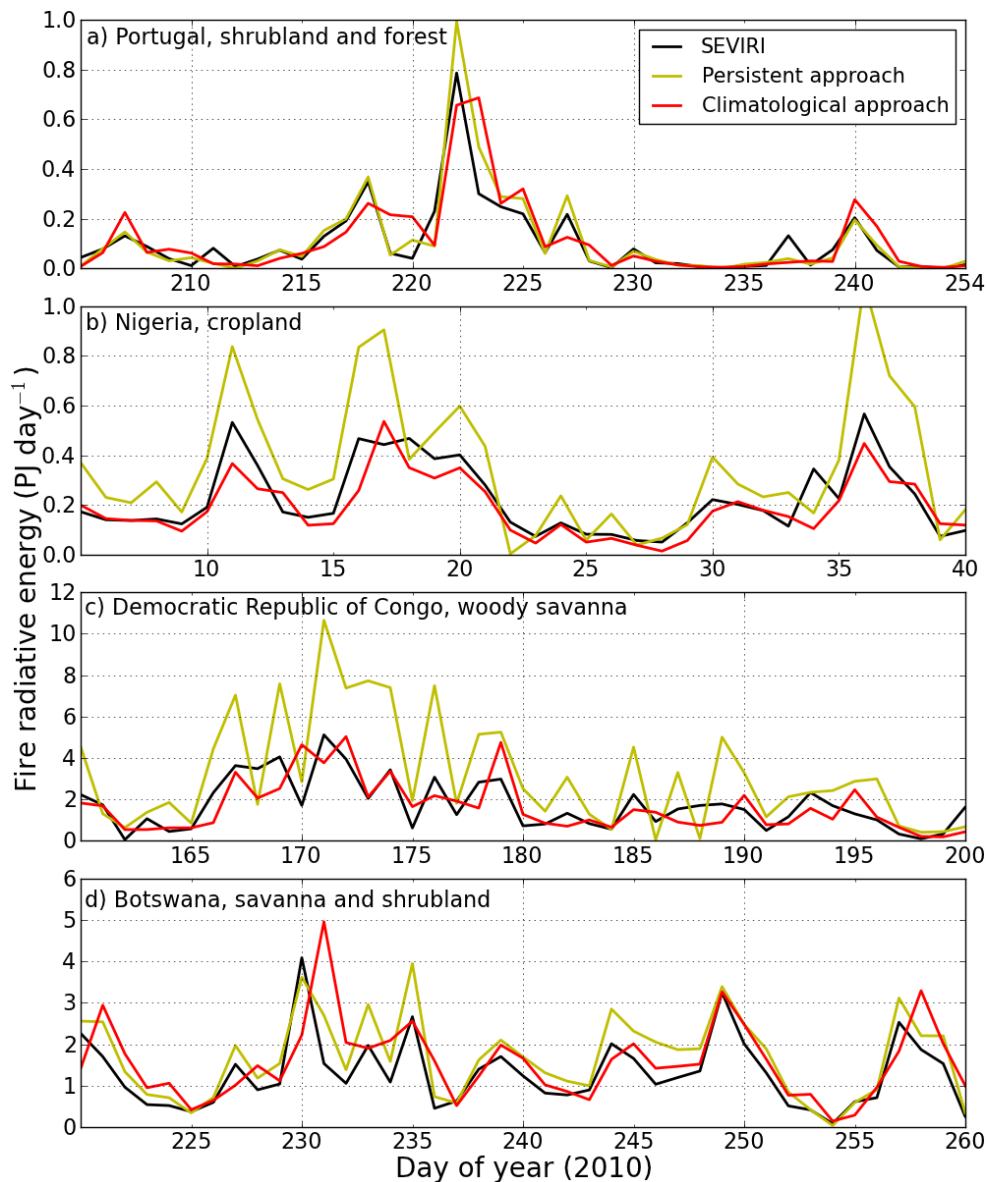 a) Portugal, shrubland and forest
SEVIRI
Persistent approach
Climatological approach
1.0
0.8
0.6
0.4
0.2
0.0
210 215 220 225 230 235 240 254
b) Nigeria, cropland
1.0
0.8
0.6
0.4
0.2
0.0
10 15 20 25 30 35 40
Fire radiative energy (PJ day⁻¹ )
c) Democratic Republic of Congo, woody savanna
12
10
8
6
4
2
0
165 170 175 180 185 190 195 200
d) Botswana, savanna and shrubland
6
5
4
3
2
1
0
225 230 235 240 245 250 255 260
Day of year (2010)